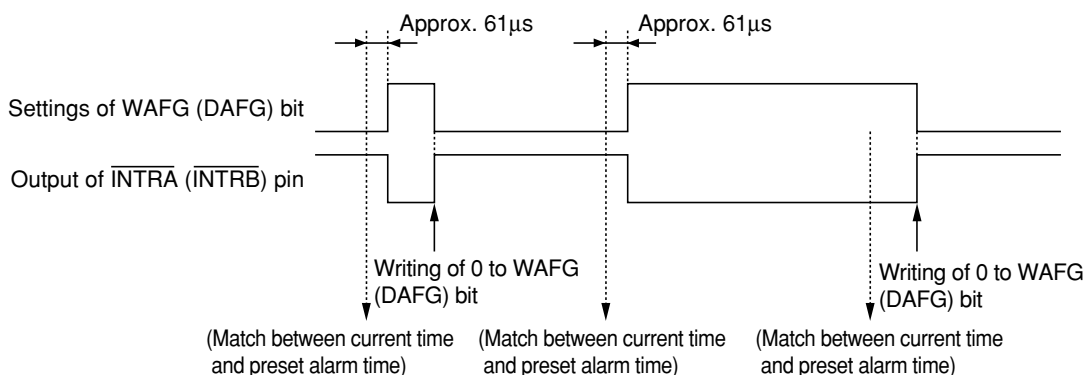 Approx. 61μs
Approx. 61μs
Settings of WAFG (DAFG) bit
Output of INTRA (INTRB) pin
Writing of 0 to WAFG
(DAFG) bit
Writing of 0 to WAFG
(DAFG) bit
(Match between current time
and preset alarm time)
(Match between current time
and preset alarm time)
(Match between current time
and preset alarm time)